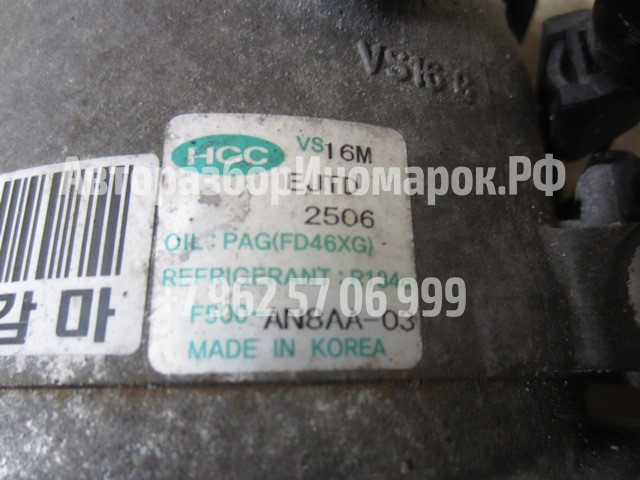 VS16 G
HCC VS16M
EJTD
АвторазборИномарок.РФ
2506
OIL : PAG(FD46XG)
REFRIGERANT : R134
+7 962 57 06 999
F500-AN8AA-03
감마
MADE IN KOREA